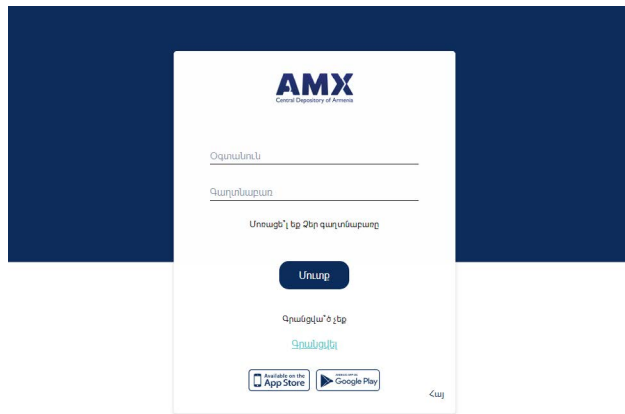 AMX
Central Depository of Armenia
Օգտանուն
Գաղտնաբառ
Մոռացե՞լ եք Ձեր գաղտնաբառը
Մուտք
Գրանցված՞ծ չեք
Գրանցվել
Available on the
App Store
Google Play
Հայ